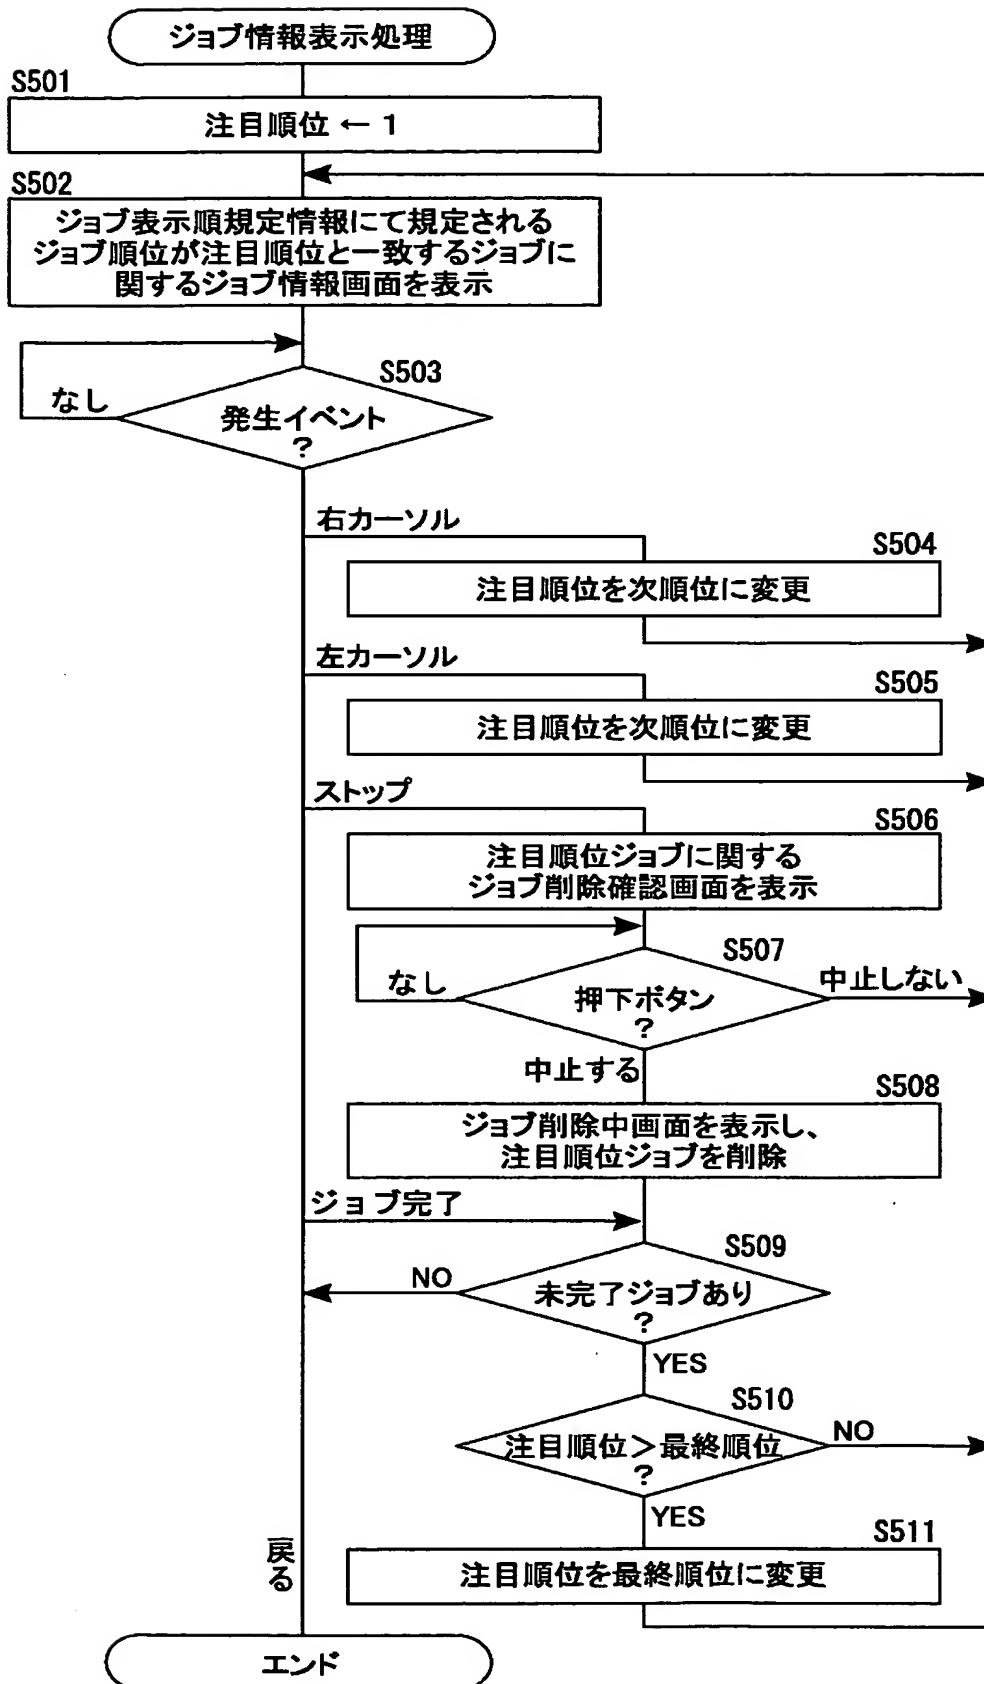 ジョブ情報表示処理
S501
注目順位 ← 1
S502
ジョブ表示順規定情報にて規定される
ジョブ順位が注目順位と一致するジョブに
関するジョブ情報画面を表示
S503
なし
発生イベント
?
右カーソル
S504
注目順位を次順位に変更
左カーソル
S505
注目順位を次順位に変更
ストップ
S506
注目順位ジョブに関する
ジョブ削除確認画面を表示
S507
なし
押下ボタン
?
中止しない
中止する
S508
ジョブ削除中画面を表示し、
注目順位ジョブを削除
ジョブ完了
S509
NO
未完了ジョブあり
?
YES
S510
注目順位>最終順位
?
NO
YES
S511
注目順位を最終順位に変更
戻る
エンド